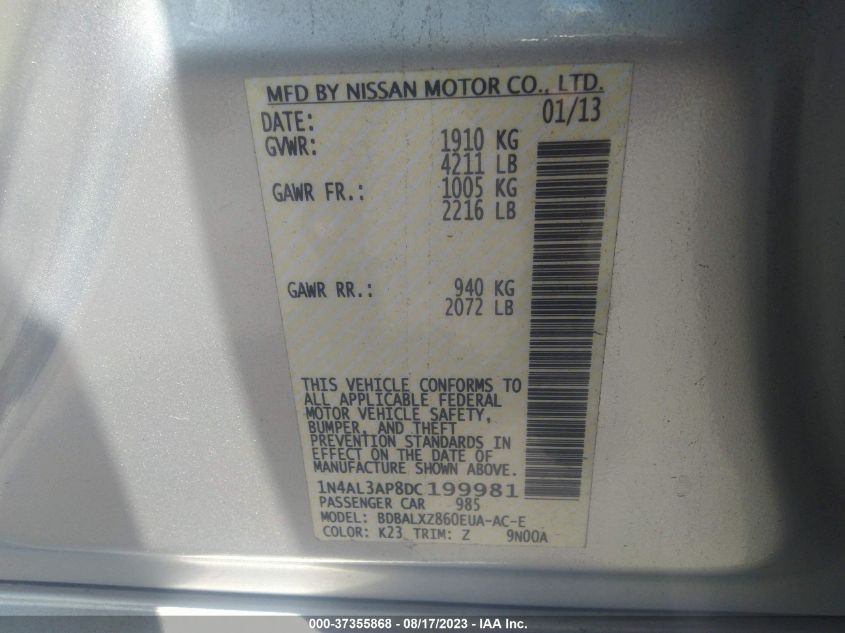 MFD BY NISSAN MOTOR CO., LTD.
DATE: 01/13
GVWR: 1910 KG
4211 LB
GAWR FR.: 1005 KG
2216 LB
GAWR RR.: 940 KG
2072 LB
THIS VEHICLE CONFORMS TO
ALL APPLICABLE FEDERAL
MOTOR VEHICLE SAFETY,
BUMPER, AND THEFT
PREVENTION STANDARDS IN
EFFECT ON THE DATE OF
MANUFACTURE SHOWN ABOVE.
1N4AL3AP8DC199981
PASSENGER CAR 985
MODEL: BDBALXZ860EUA-AC-E
COLOR: K23 TRIM: Z 9N00A
000-37355868 - 08/17/2023 - IAA Inc.